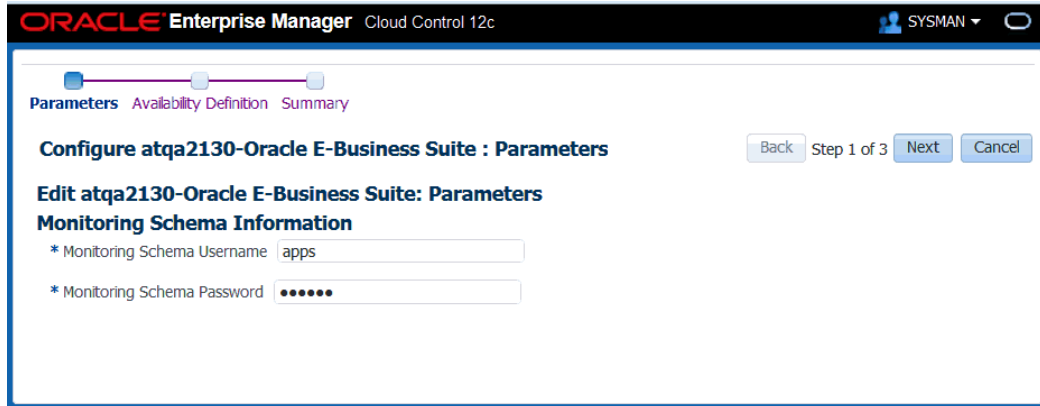 ORACLE Enterprise Manager Cloud Control 12c SYSMAN
Parameters Availability Definition Summary
Configure atqa2130-Oracle E-Business Suite : Parameters Back Step 1 of 3 Next Cancel
Edit atqa2130-Oracle E-Business Suite: Parameters
Monitoring Schema Information
* Monitoring Schema Username apps
* Monitoring Schema Password ••••••